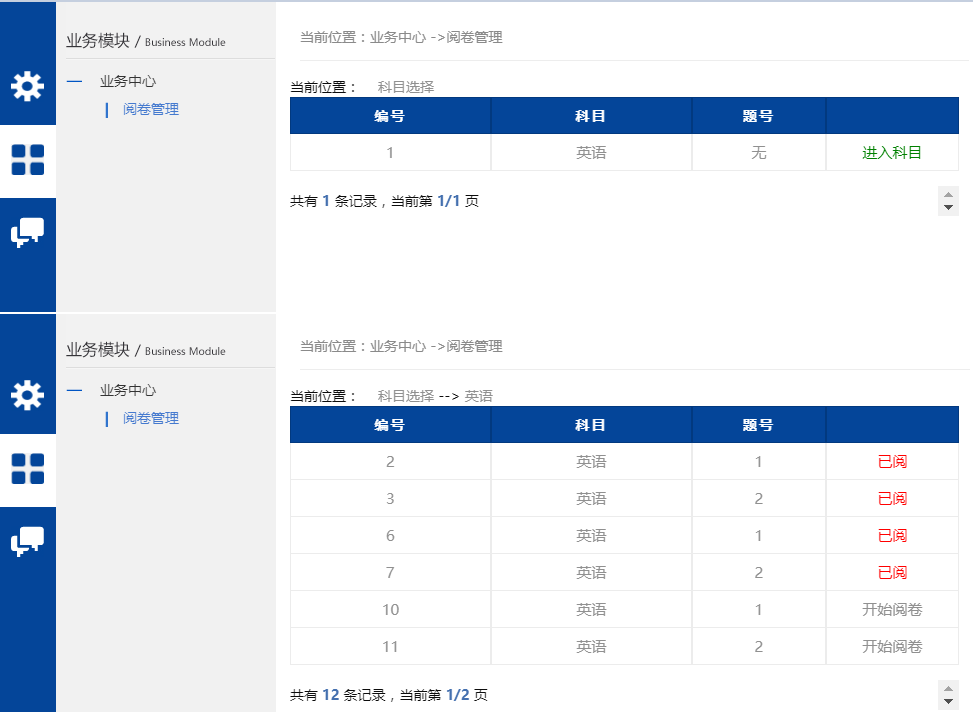 业务模块 / Business Module
当前位置：业务中心 ->阅卷管理
业务中心
阅卷管理
当前位置： 科目选择
编号 科目 题号
1 英语 无 进入科目
共有 1 条记录，当前第 1/1 页
业务模块 / Business Module
当前位置：业务中心 ->阅卷管理
业务中心
阅卷管理
当前位置： 科目选择 --> 英语
编号 科目 题号
2 英语 1 已阅
3 英语 2 已阅
6 英语 1 已阅
7 英语 2 已阅
10 英语 1 开始阅卷
11 英语 2 开始阅卷
共有 12 条记录，当前第 1/2 页